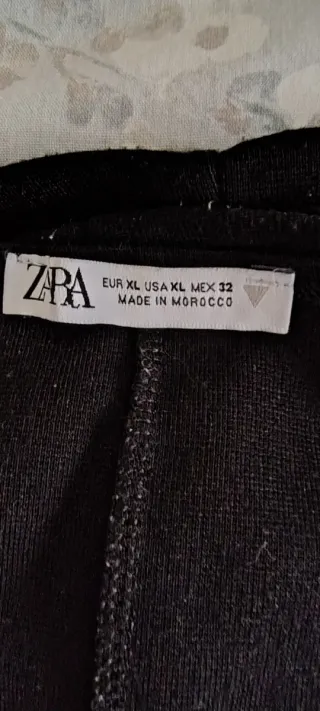 ZARA
EUR XL USA XL MEX 32
MADE IN MOROCCO